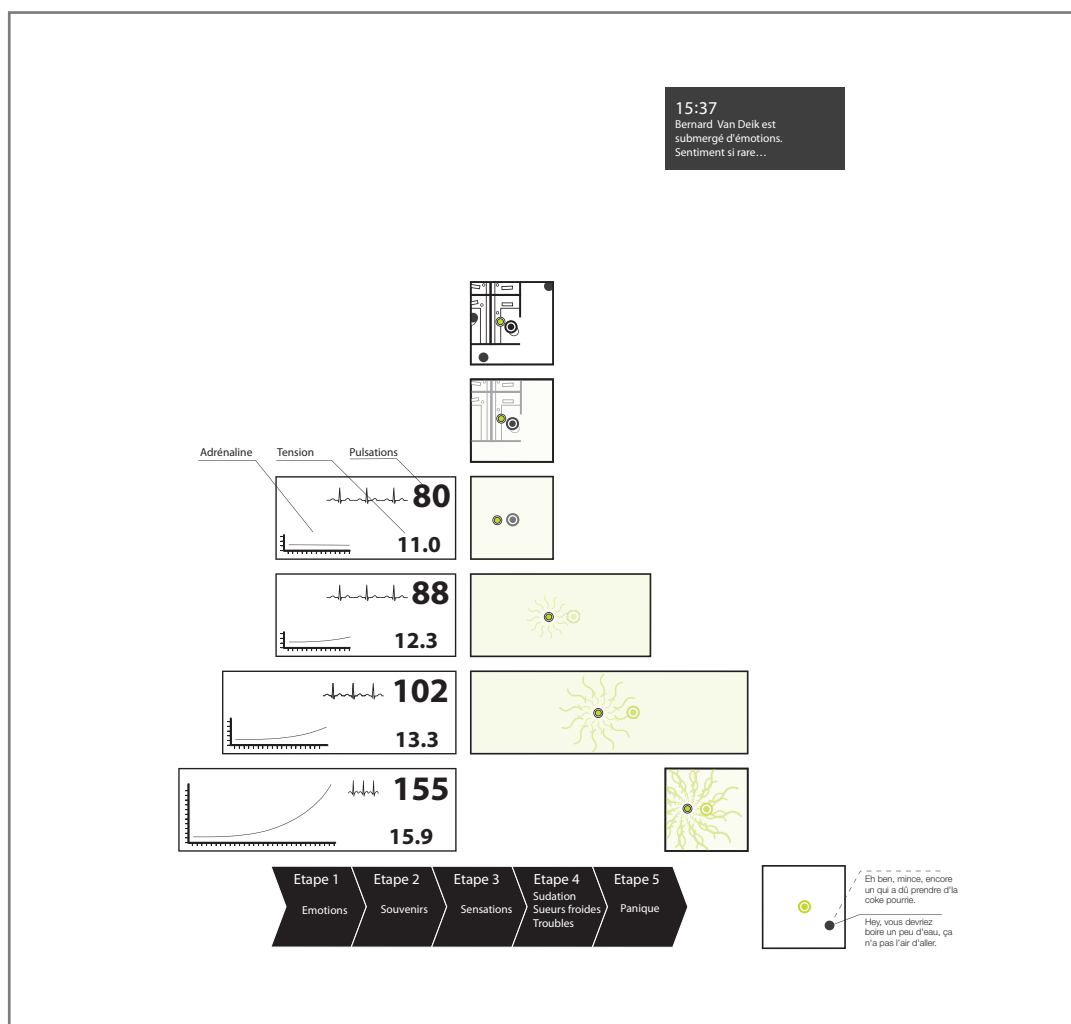 15:37
Bernard Van Deik est
submergé d'émotions.
Sentiment si rare…
Adrénaline
Tension
Pulsations
80
11.0
88
12.3
102
13.3
155
15.9
Etape 1
Emotions
Etape 2
Souvenirs
Etape 3
Sensations
Etape 4
Sudation
Sueurs froides
Troubles
Etape 5
Panique
Eh ben, mince, encore
un qui a dû prendre d'la
coke pourrie.
Hey, vous devriez
boire un peu d'eau, ça
n'a pas l'air d'aller.